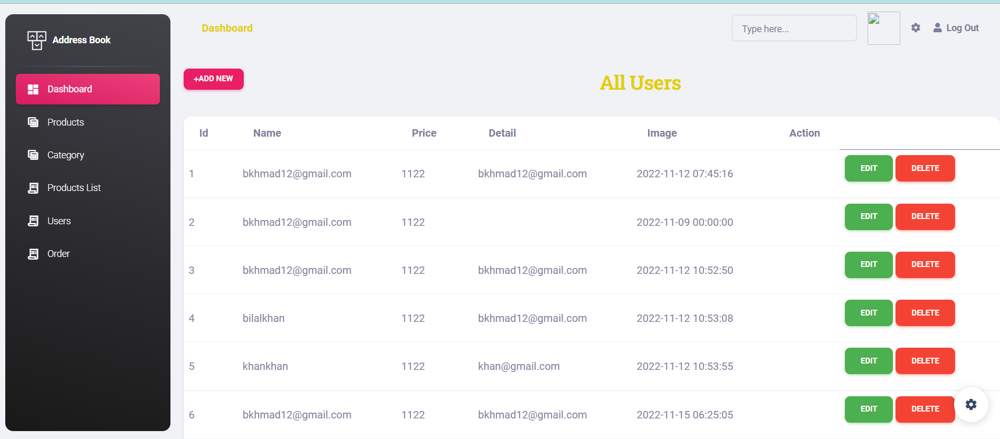 Address Book
Dashboard
Products
Category
Products List
Users
Order
Dashboard
Type here...
Log Out
+ADD NEW
All Users
Id Name Price Detail Image Action
1 bkhmad12@gmail.com 1122 bkhmad12@gmail.com 2022-11-12 07:45:16 EDIT DELETE
2 bkhmad12@gmail.com 1122 2022-11-09 00:00:00 EDIT DELETE
3 bkhmad12@gmail.com 1122 bkhmad12@gmail.com 2022-11-12 10:52:50 EDIT DELETE
4 bilalkhan 1122 bkhmad12@gmail.com 2022-11-12 10:53:08 EDIT DELETE
5 khankhan 1122 khan@gmail.com 2022-11-12 10:53:55 EDIT DELETE
6 bkhmad12@gmail.com 1122 bkhmad12@gmail.com 2022-11-15 06:25:05 EDIT DELETE